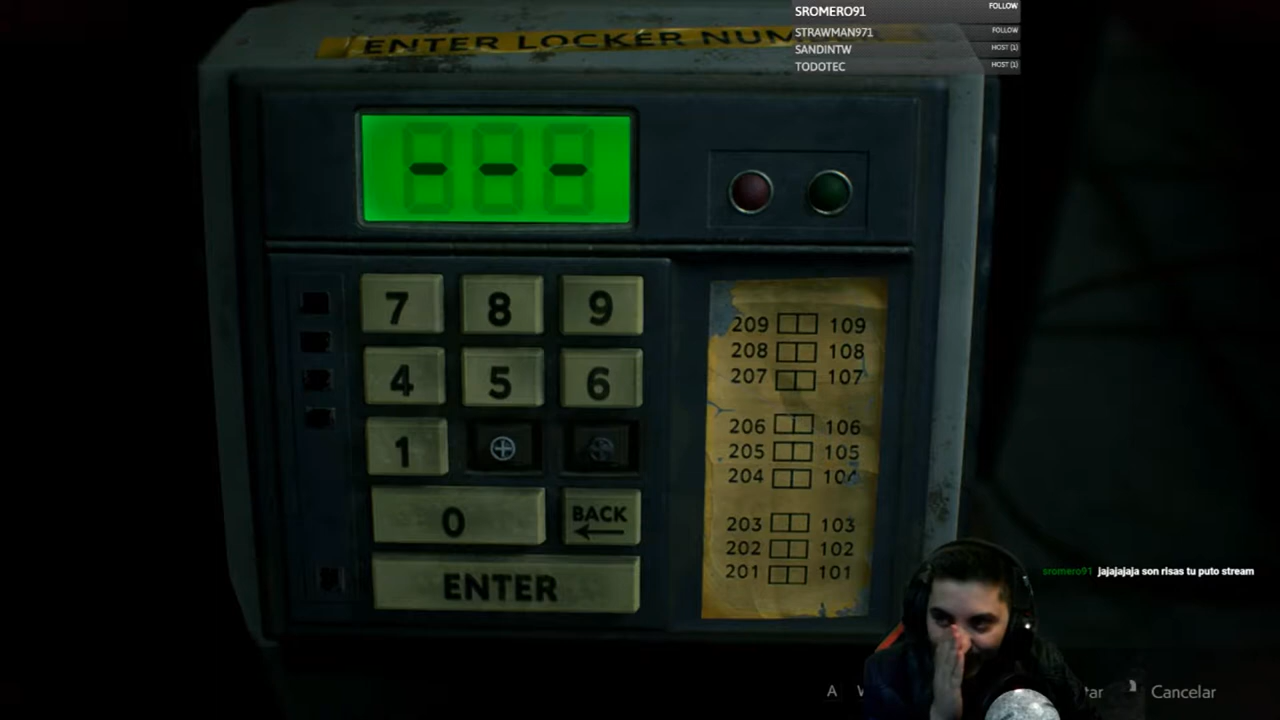 SROMERO91 FOLLOW
STRAWMAN971 FOLLOW
SANDINTW HOST (1)
TODOTEC HOST (1)
ENTER LOCKER
- - -
7 8 9
4 5 6
1
0 BACK
ENTER
209 109
208 108
207 107
206 106
205 105
204 104
203 103
202 102
201 101
sromero91 jajajajaja son risas tu puto stream
A Cancelar